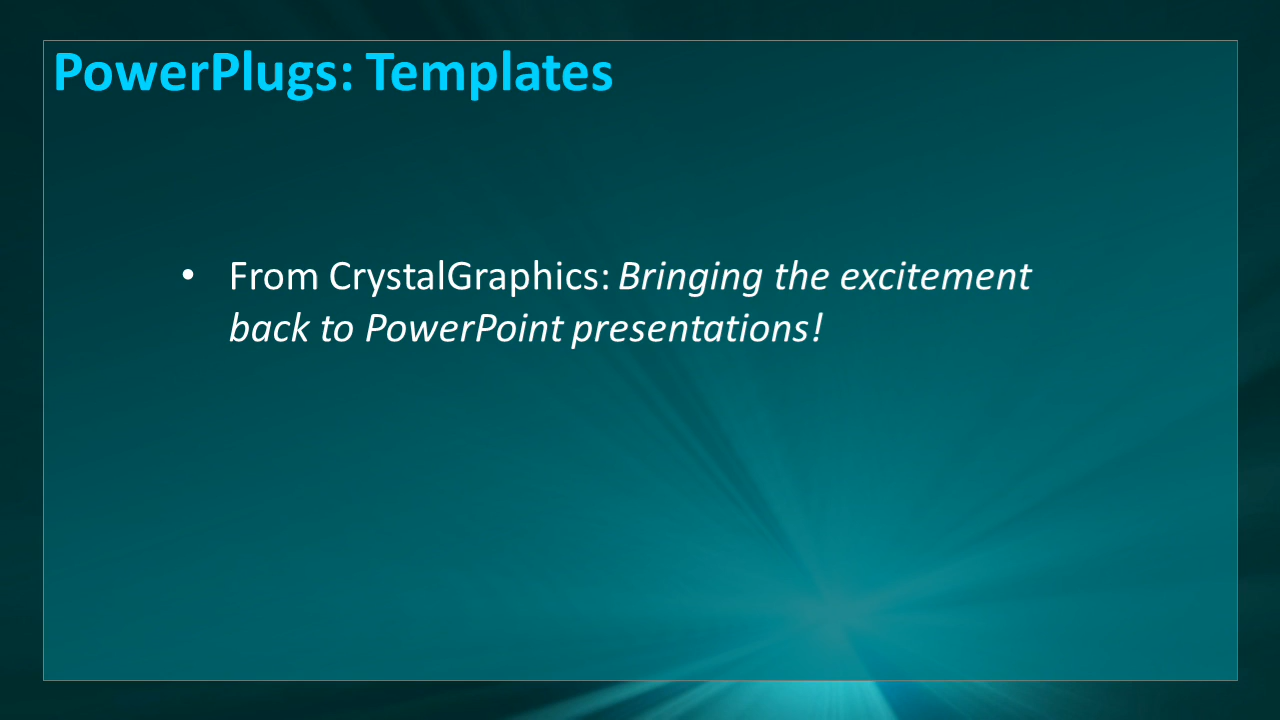 PowerPlugs: Templates
• From CrystalGraphics: Bringing the excitement
back to PowerPoint presentations!